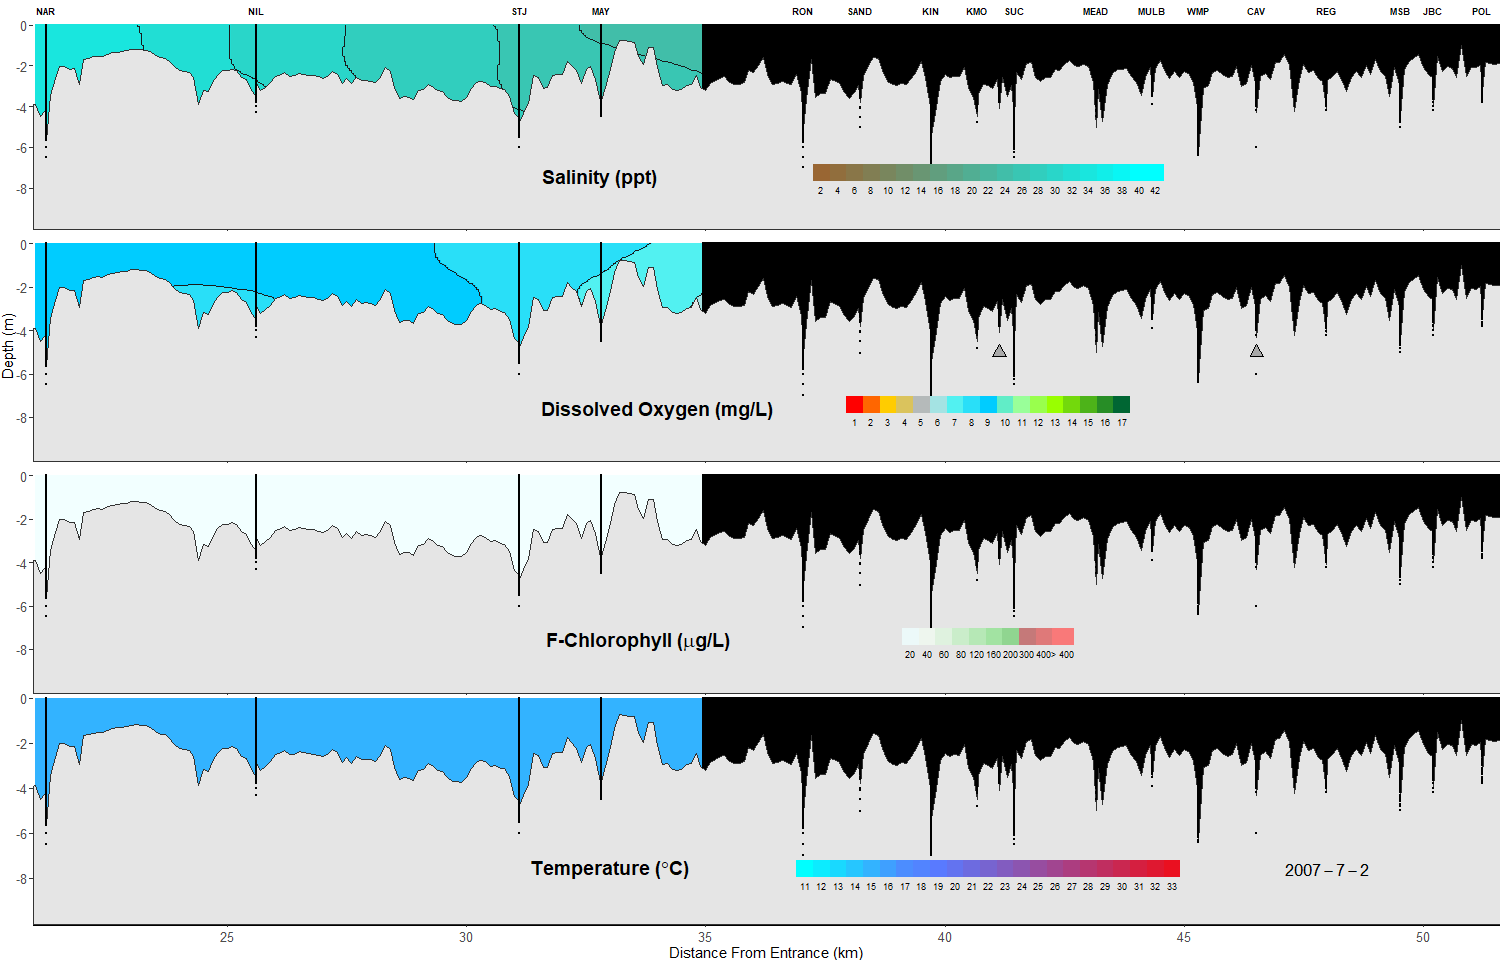 NAR NIL STJ MAY RON SAND KIN KMO SUC MEAD MULB WMP CAV REG MSB JBC POL
0
-2
-4
-6
-8
Salinity (ppt)
2 4 6 8 10 12 14 16 18 20 22 24 26 28 30 32 34 36 38 40 42
0
-2
-4
-6
-8
Depth (m)
Dissolved Oxygen (mg/L)
1 2 3 4 5 6 7 8 9 10 11 12 13 14 15 16 17
0
-2
-4
-6
-8
F-Chlorophyll (μg/L)
20 40 60 80 120 160 200 300 400> 400
0
-2
-4
-6
-8
Temperature (°C)
11 12 13 14 15 16 17 18 19 20 21 22 23 24 25 26 27 28 29 30 31 32 33
2007 – 7 – 2
25 30 35 40 45 50
Distance From Entrance (km)